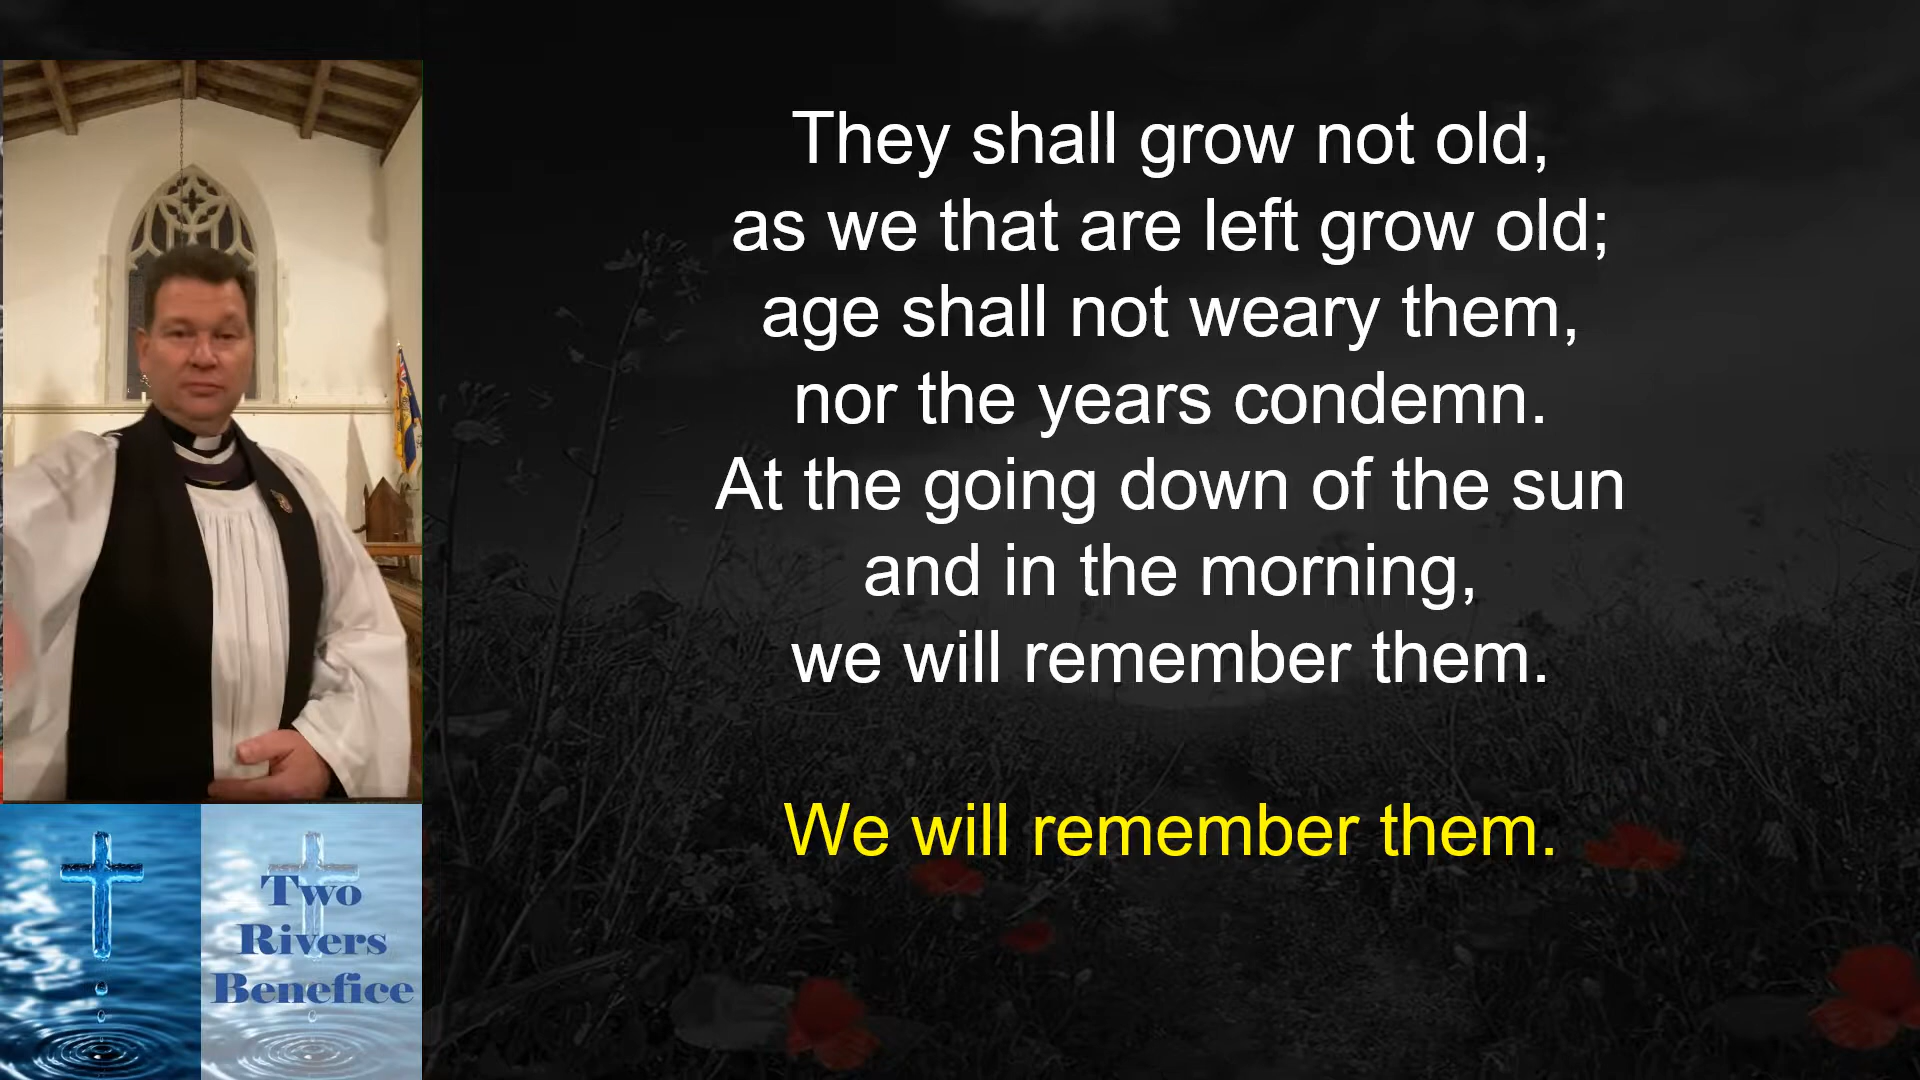 They shall grow not old,
as we that are left grow old;
age shall not weary them,
nor the years condemn.
At the going down of the sun
and in the morning,
we will remember them.
We will remember them.
Two
Rivers
Benefice